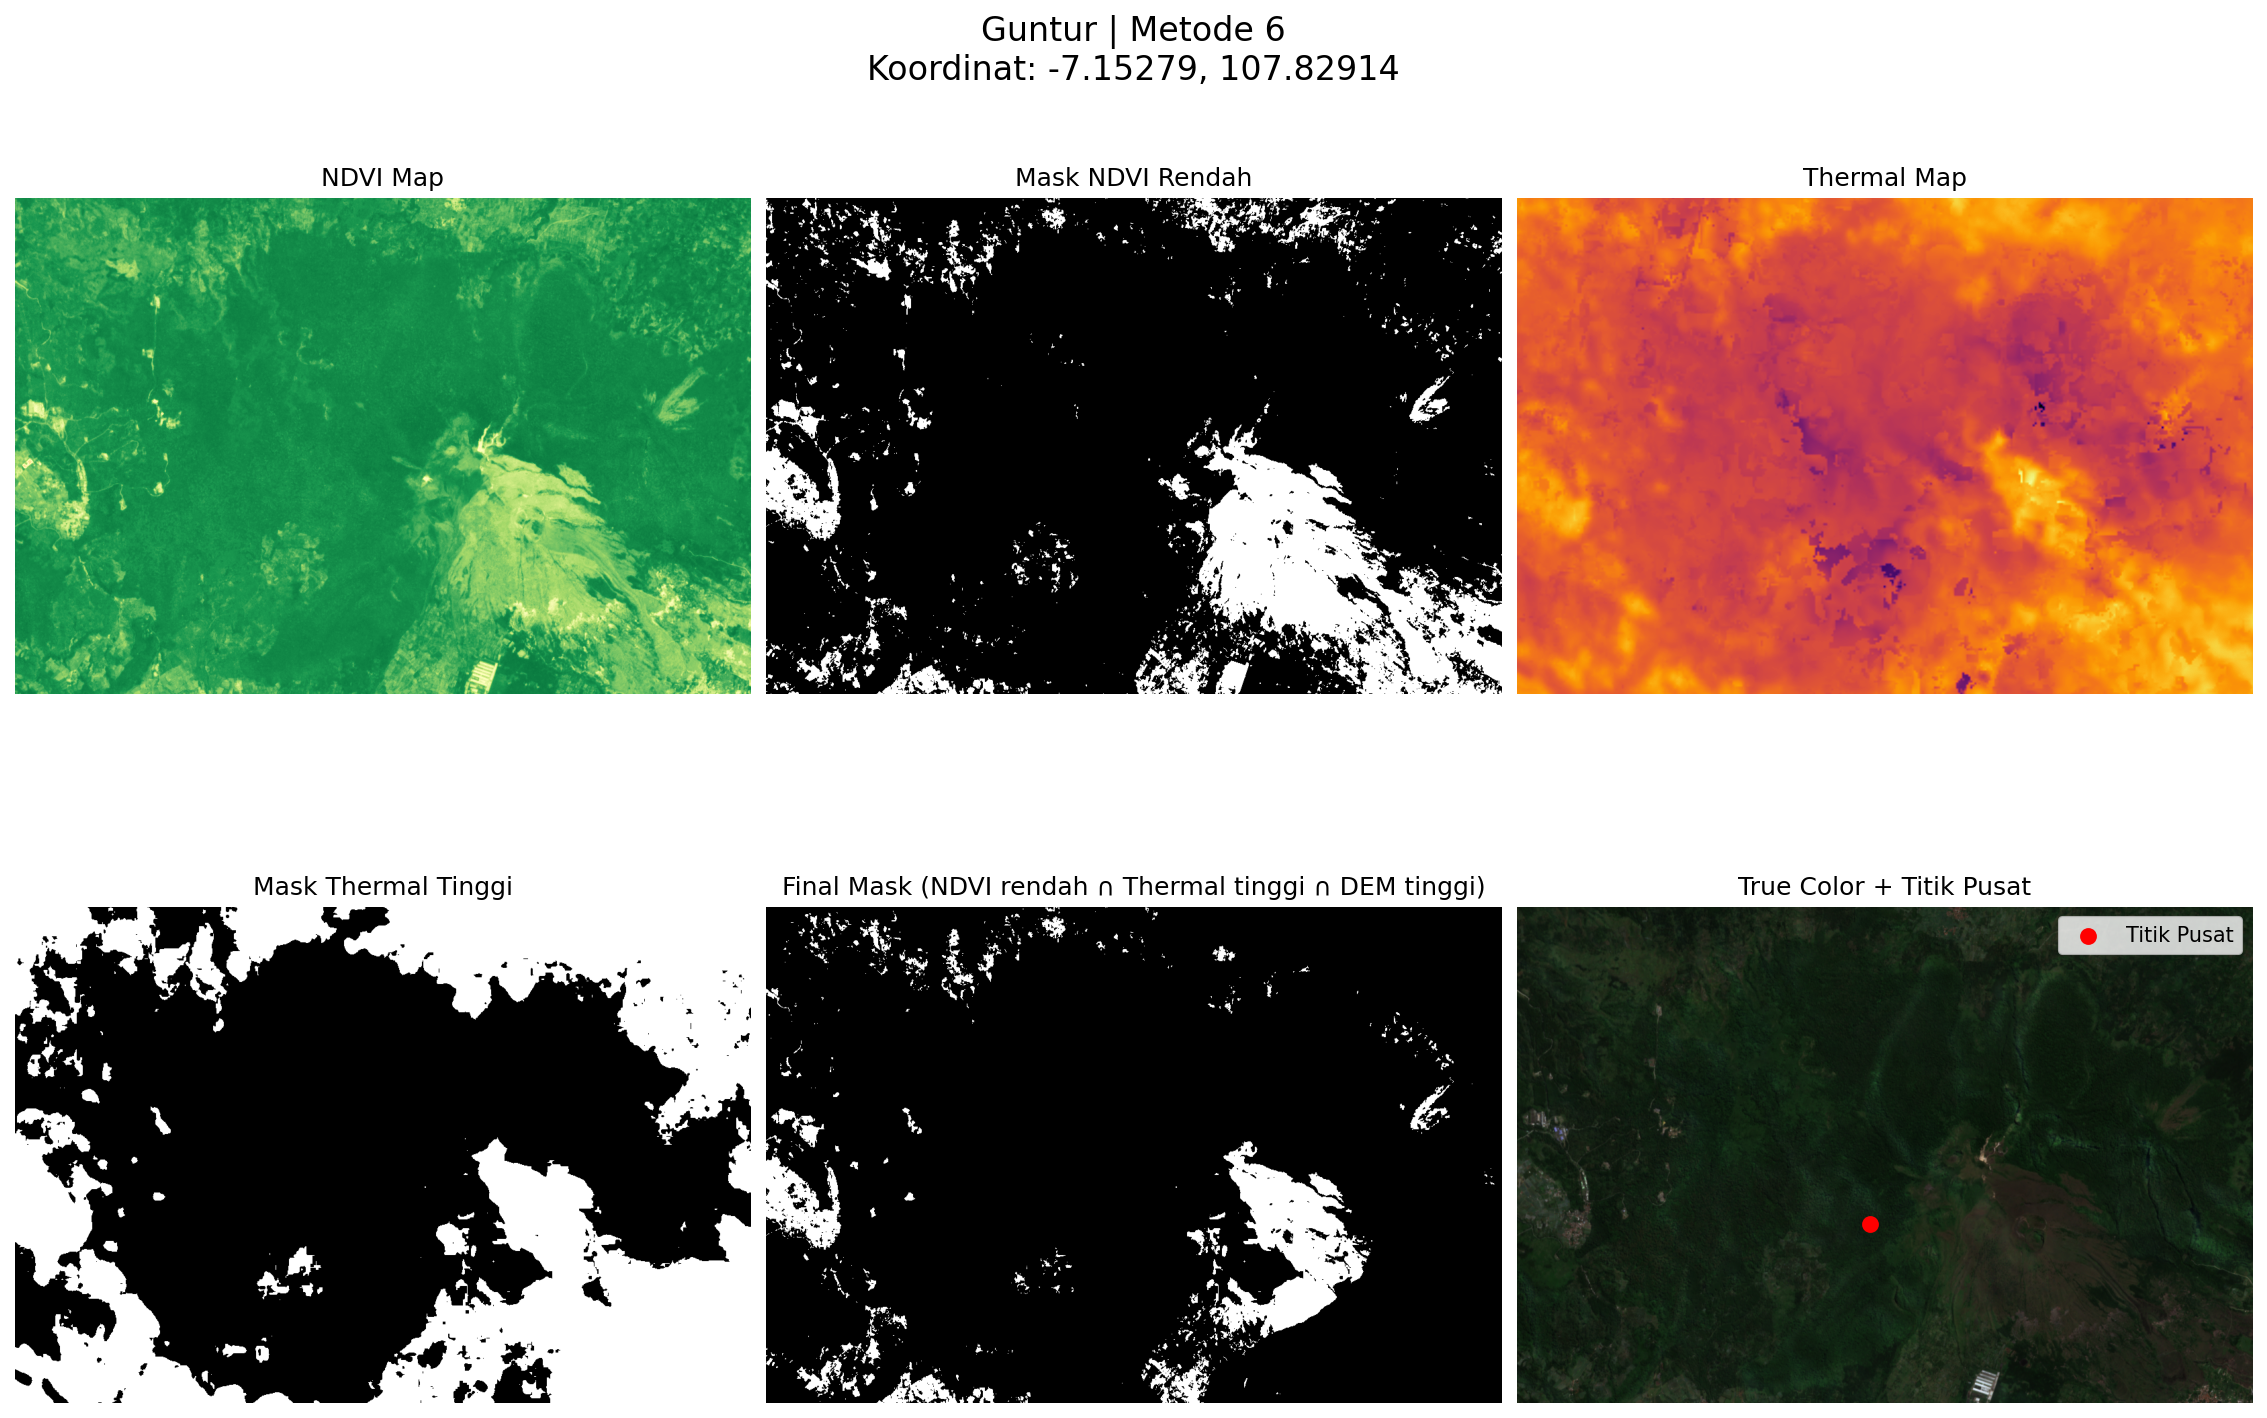 Guntur | Metode 6
Koordinat: -7.15279, 107.82914
NDVI Map
Mask NDVI Rendah
Thermal Map
Mask Thermal Tinggi
Final Mask (NDVI rendah ∩ Thermal tinggi ∩ DEM tinggi)
True Color + Titik Pusat
Titik Pusat